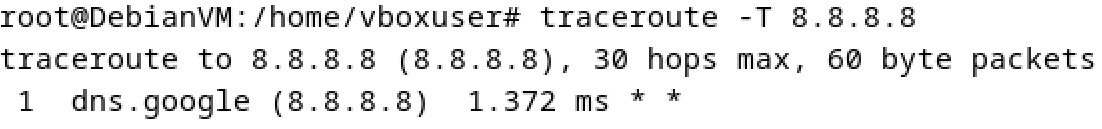 root@DebianVM:/home/vboxuser# traceroute -T 8.8.8.8
traceroute to 8.8.8.8 (8.8.8.8), 30 hops max, 60 byte packets
 1  dns.google (8.8.8.8)  1.372 ms * *